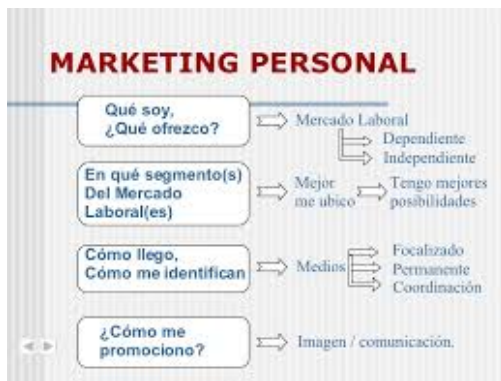 MARKETING PERSONAL
Qué soy,
¿Qué ofrezco?
Mercado Laboral
Dependiente
Independiente
En qué segmento(s)
Del Mercado
Laboral(es)
Mejor
me ubico
Tengo mejores
posibilidades
Cómo llego,
Cómo me identifican
Medios
Focalizado
Permanente
Coordinación
¿Cómo me
promociono?
Imagen / comunicación.